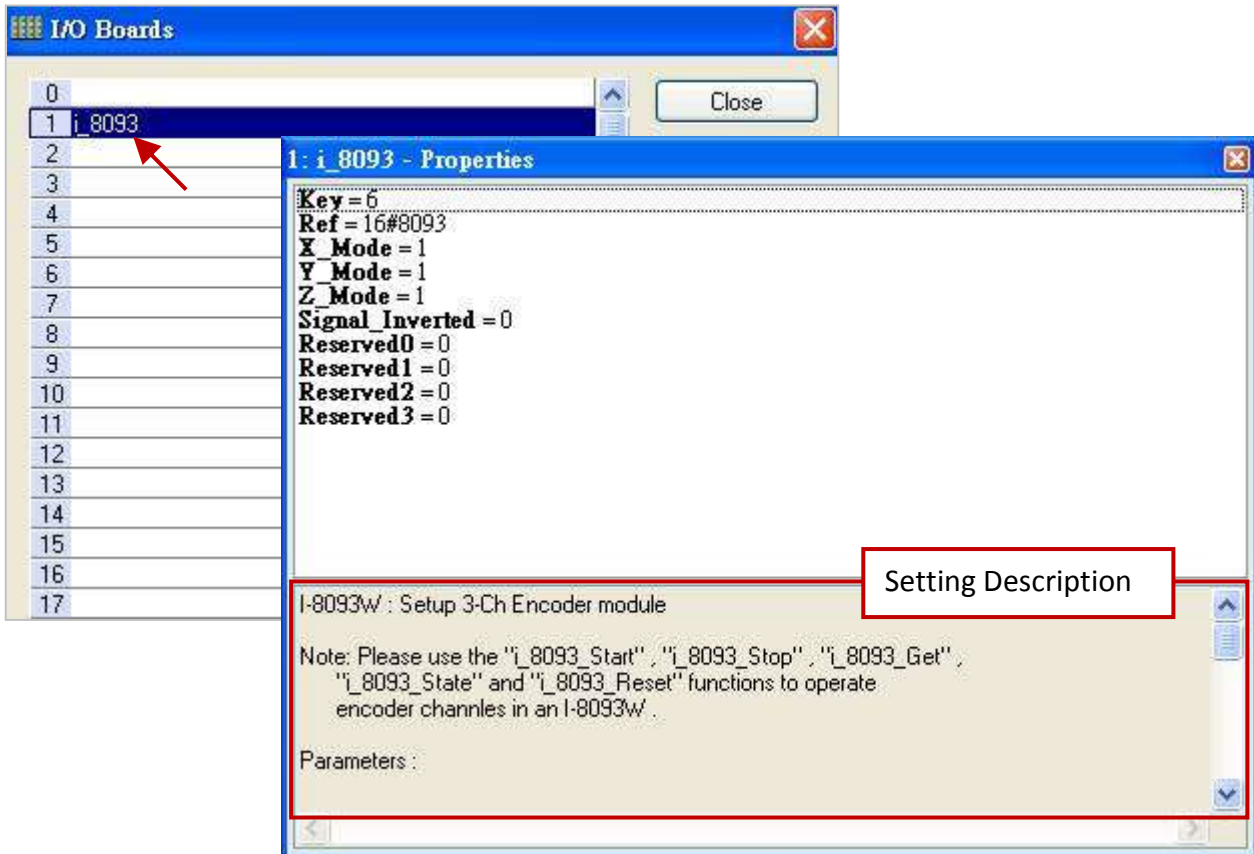 I/O Boards
0
Close
1 i_8093
2
3
4
5
6
7
8
9
10
11
12
13
14
15
16
17
1: i_8093 - Properties
Key = 6
Ref = 16#8093
X_Mode = 1
Y_Mode = 1
Z_Mode = 1
Signal_Inverted = 0
Reserved0 = 0
Reserved1 = 0
Reserved2 = 0
Reserved3 = 0
Setting Description
I-8093W : Setup 3-Ch Encoder module
Note: Please use the "i_8093_Start" , "i_8093_Stop" , "i_8093_Get" ,
"i_8093_State" and "i_8093_Reset" functions to operate
encoder channles in an I-8093W .
Parameters :